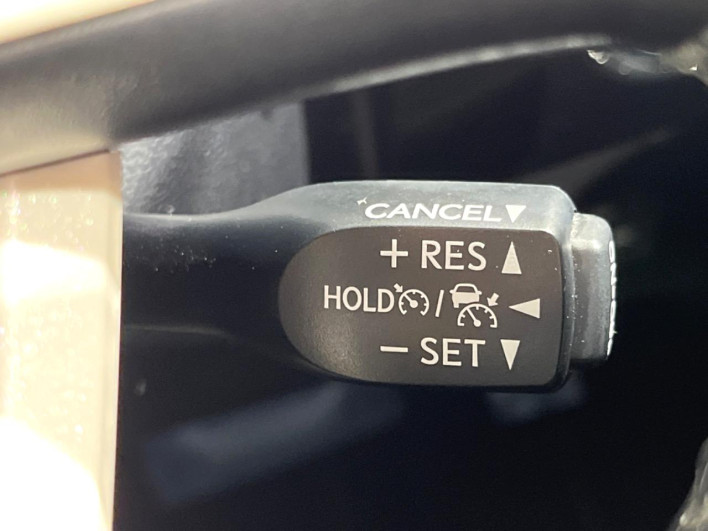 CANCEL▼
+ RES ▲
HOLD / ◀
− SET ▼